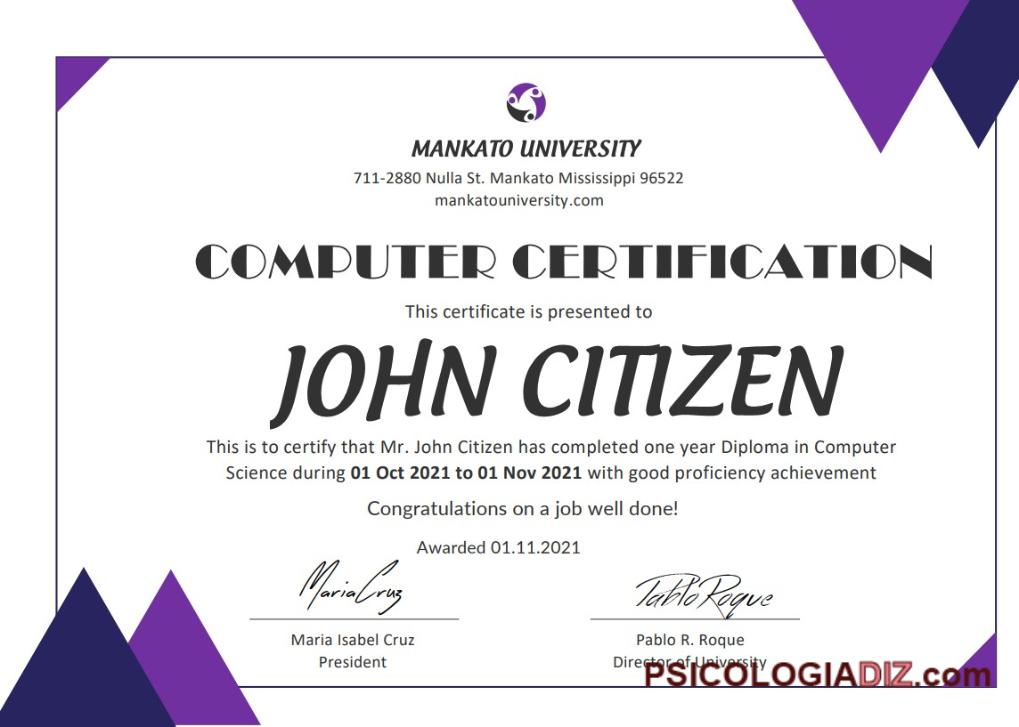 MANKATO UNIVERSITY
711-2880 Nulla St. Mankato Mississippi 96522
mankatouniversity.com
COMPUTER CERTIFICATION
This certificate is presented to
JOHN CITIZEN
This is to certify that Mr. John Citizen has completed one year Diploma in Computer
Science during 01 Oct 2021 to 01 Nov 2021 with good proficiency achievement
Congratulations on a job well done!
Awarded 01.11.2021
Maria Cruz
Pablo Roque
Maria Isabel Cruz
Pablo R. Roque
President
Director of University
PSICOLOGIADIZ.com